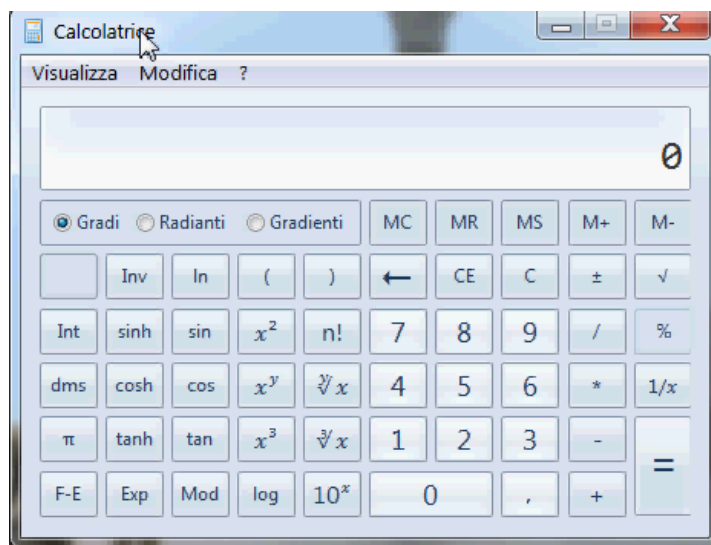 Calcolatrice
Visualizza Modifica ?
0
Gradi Radianti Gradienti MC MR MS M+ M-
Inv ln ( ) ← CE C ± √
Int sinh sin x² n! 7 8 9 / %
dms cosh cos xʸ ʸ√x 4 5 6 * 1/x
π tanh tan x³ ³√x 1 2 3 - =
F-E Exp Mod log 10ˣ 0 , +